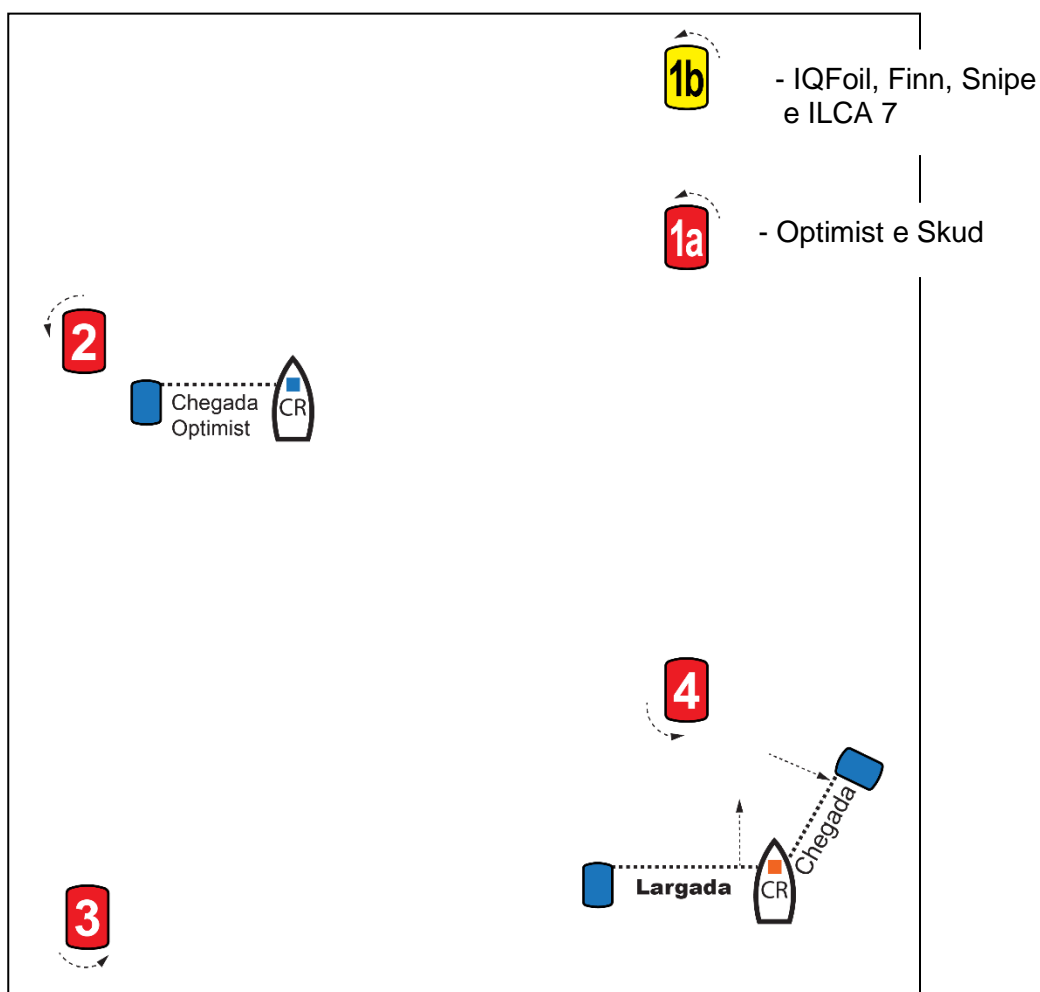 1b
- IQFoil, Finn, Snipe
e ILCA 7
1a
- Optimist e Skud
2
Chegada
Optimist
CR
4
Chegada
Largada
CR
3